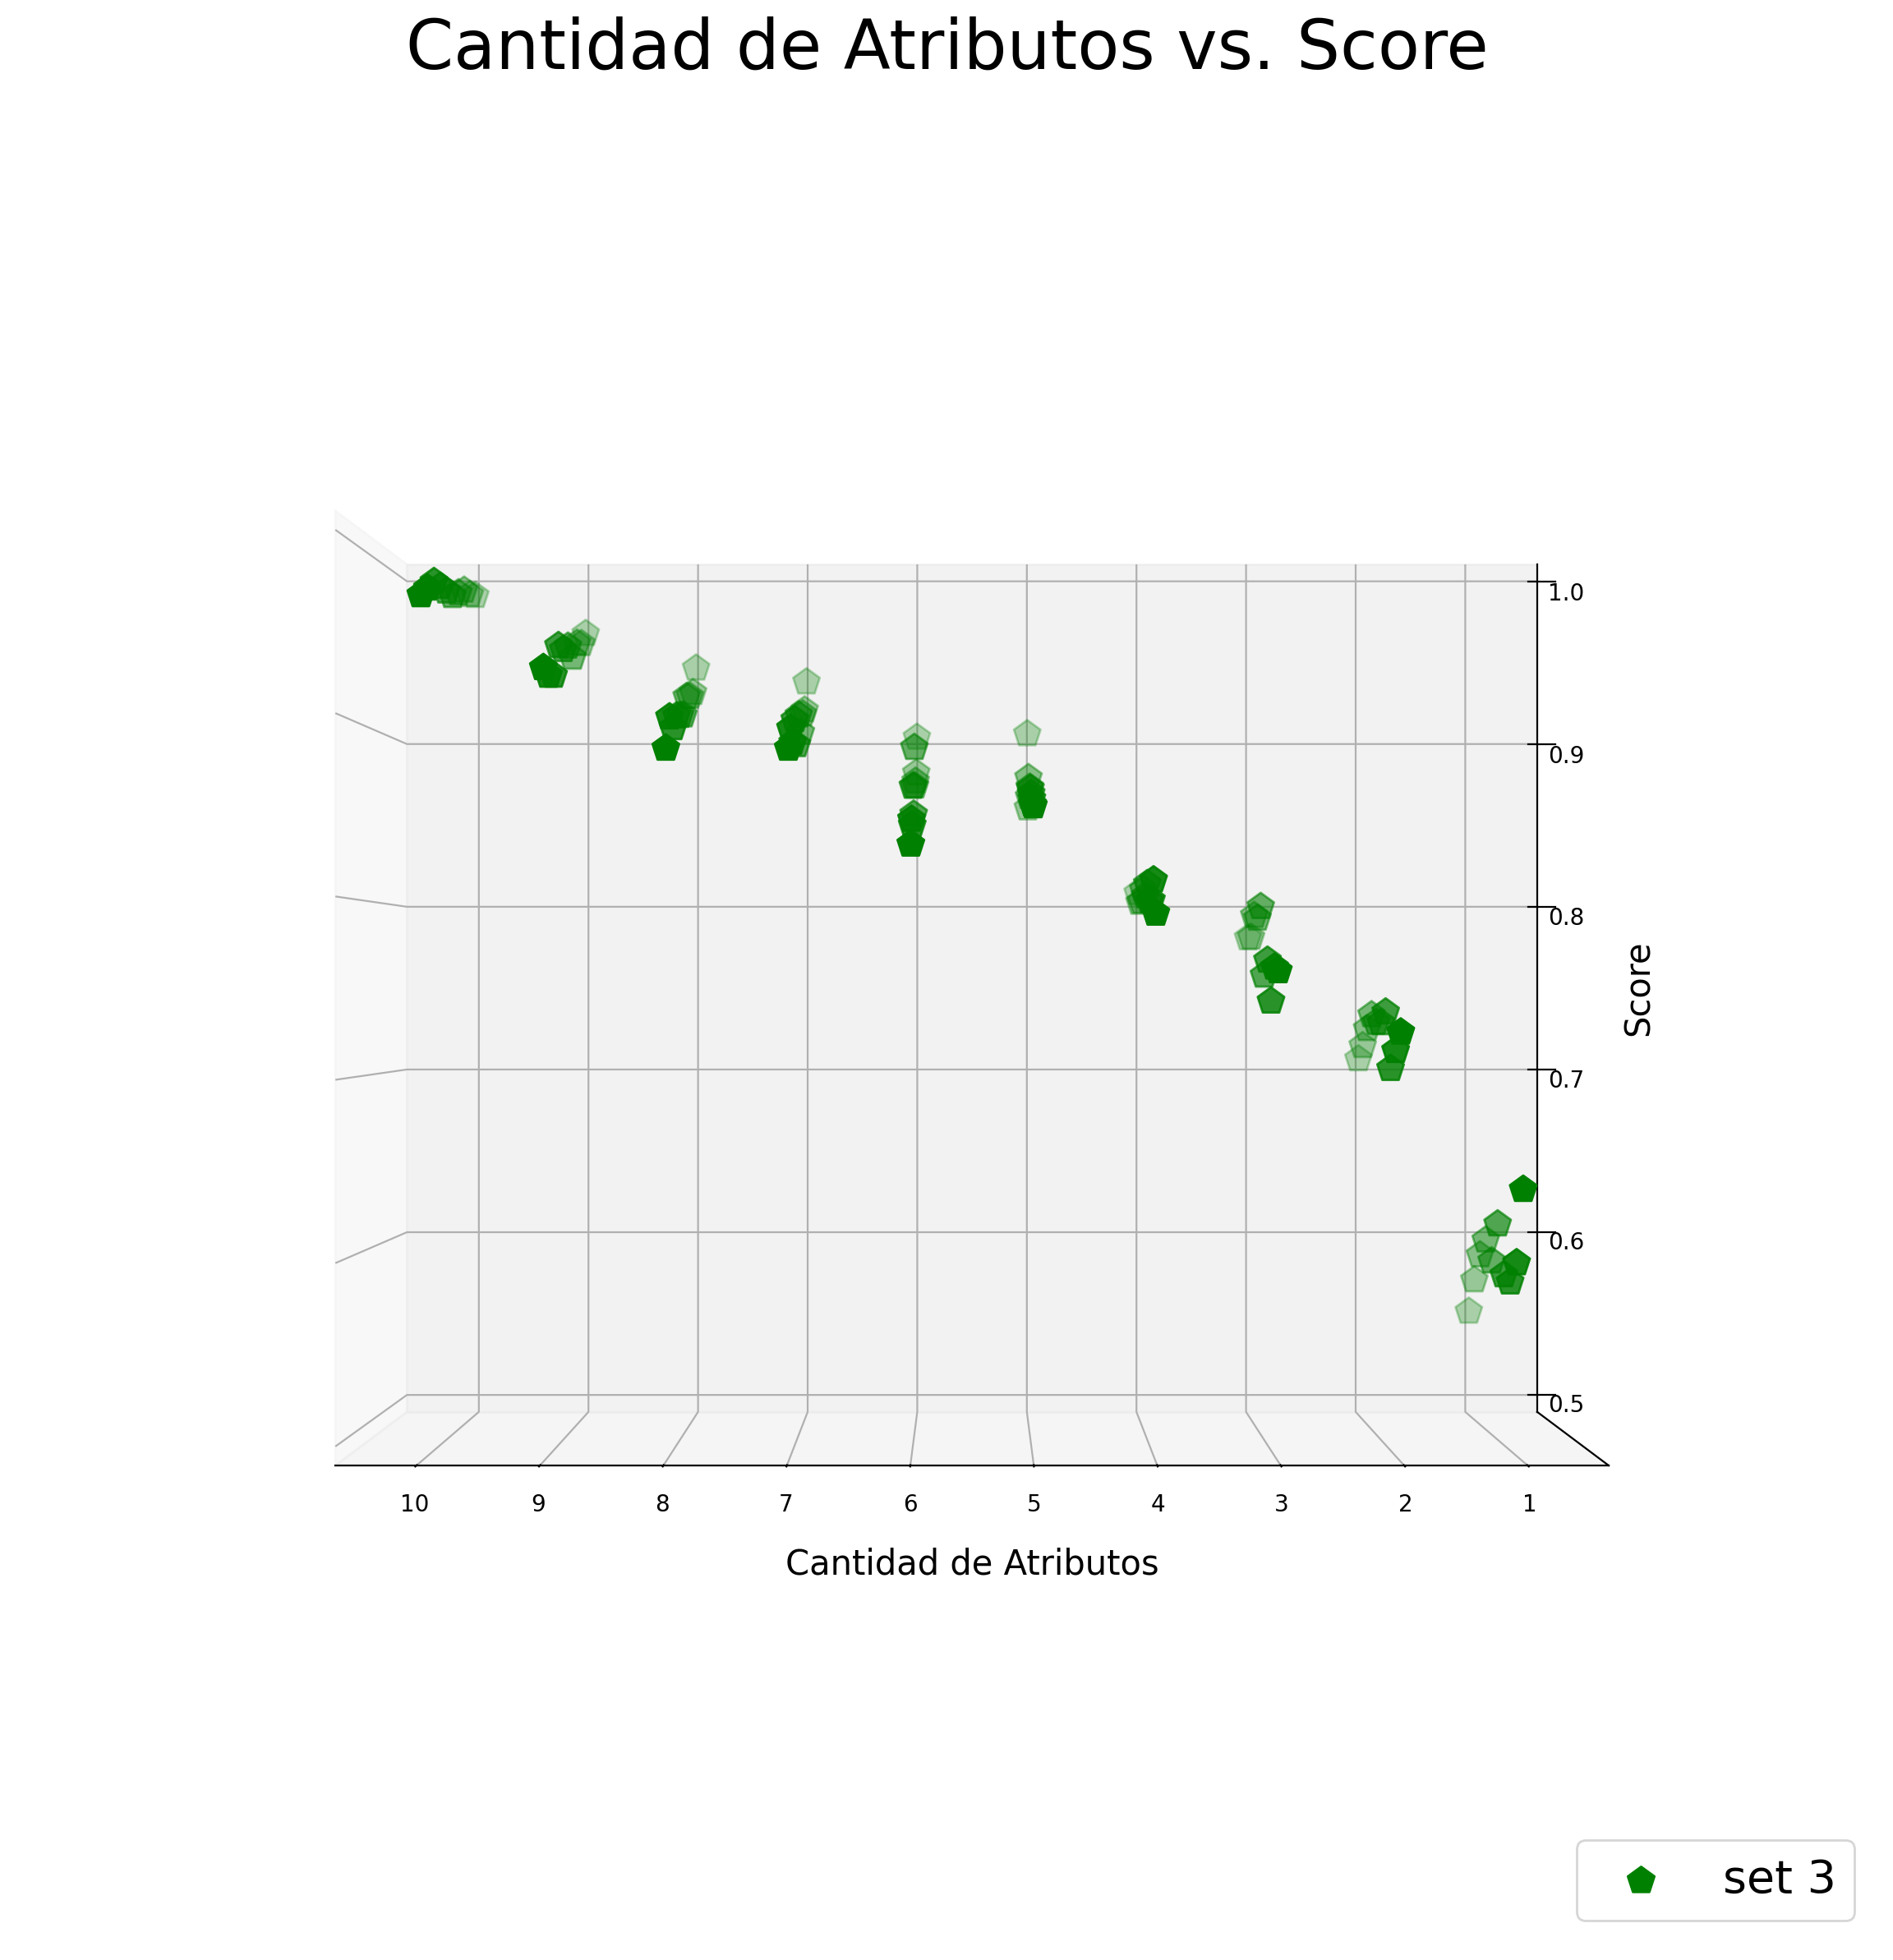 Cantidad de Atributos vs. Score
1.0
0.9
0.8
0.7
0.6
0.5
Score
10 9 8 7 6 5 4 3 2 1
Cantidad de Atributos
set 3